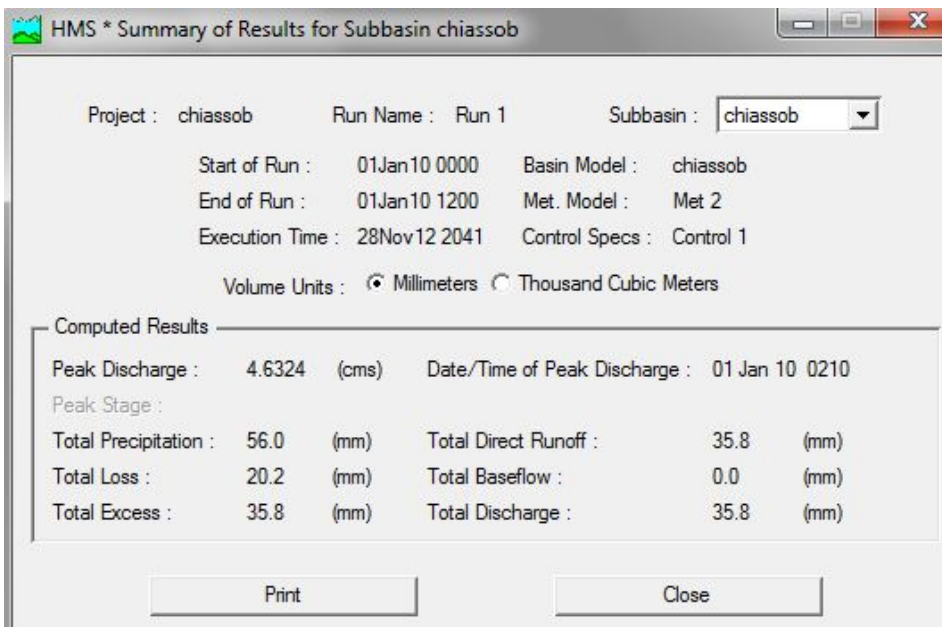 HMS * Summary of Results for Subbasin chiassob
Project : chiassob Run Name : Run 1 Subbasin : chiassob
Start of Run : 01Jan10 0000 Basin Model : chiassob
End of Run : 01Jan10 1200 Met. Model : Met 2
Execution Time : 28Nov12 2041 Control Specs : Control 1
Volume Units : Millimeters Thousand Cubic Meters
Computed Results
Peak Discharge : 4.6324 (cms) Date/Time of Peak Discharge : 01 Jan 10 0210
Peak Stage :
Total Precipitation : 56.0 (mm) Total Direct Runoff : 35.8 (mm)
Total Loss : 20.2 (mm) Total Baseflow : 0.0 (mm)
Total Excess : 35.8 (mm) Total Discharge : 35.8 (mm)
Print Close